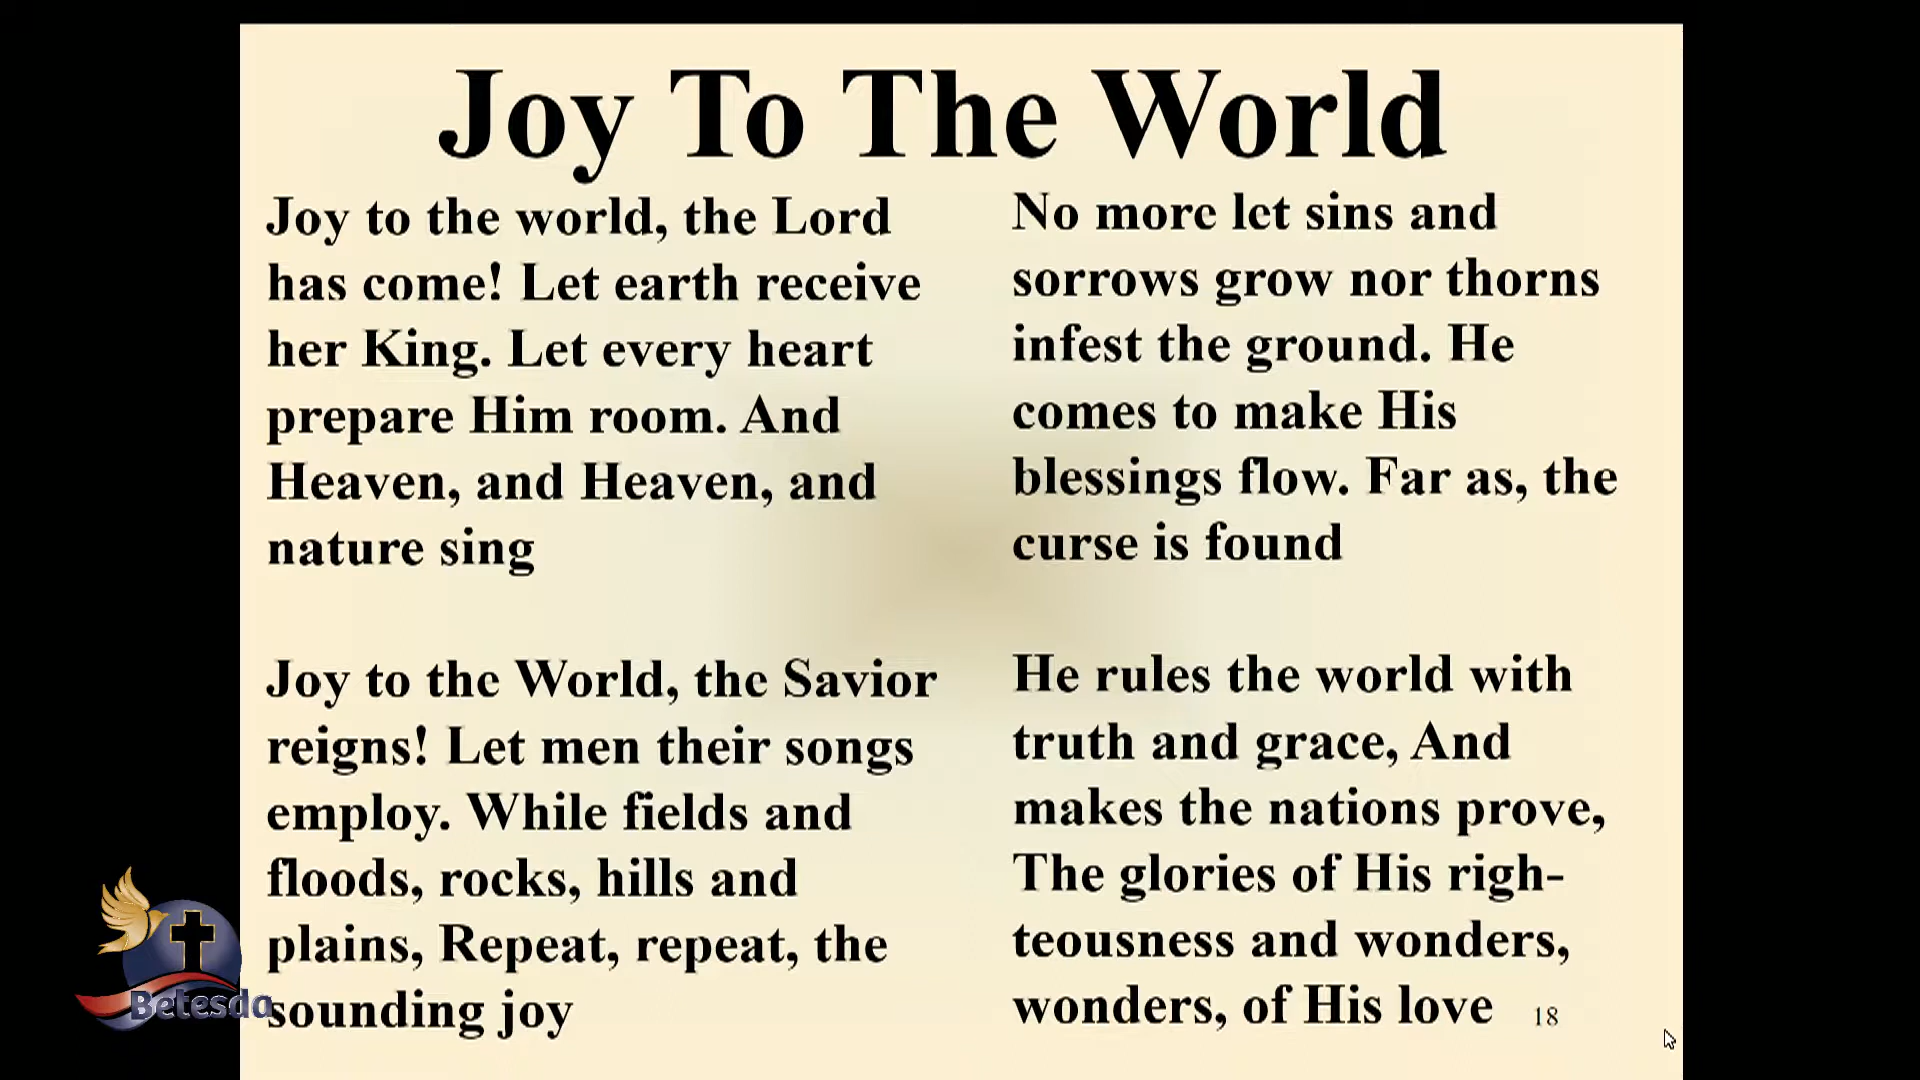 Joy To The World
Joy to the world, the Lord
has come! Let earth receive
her King. Let every heart
prepare Him room. And
Heaven, and Heaven, and
nature sing
Joy to the World, the Savior
reigns! Let men their songs
employ. While fields and
floods, rocks, hills and
plains, Repeat, repeat, the
sounding joy
No more let sins and
sorrows grow nor thorns
infest the ground. He
comes to make His
blessings flow. Far as, the
curse is found
He rules the world with
truth and grace, And
makes the nations prove,
The glories of His righ-
teousness and wonders,
wonders, of His love
18
Betesda